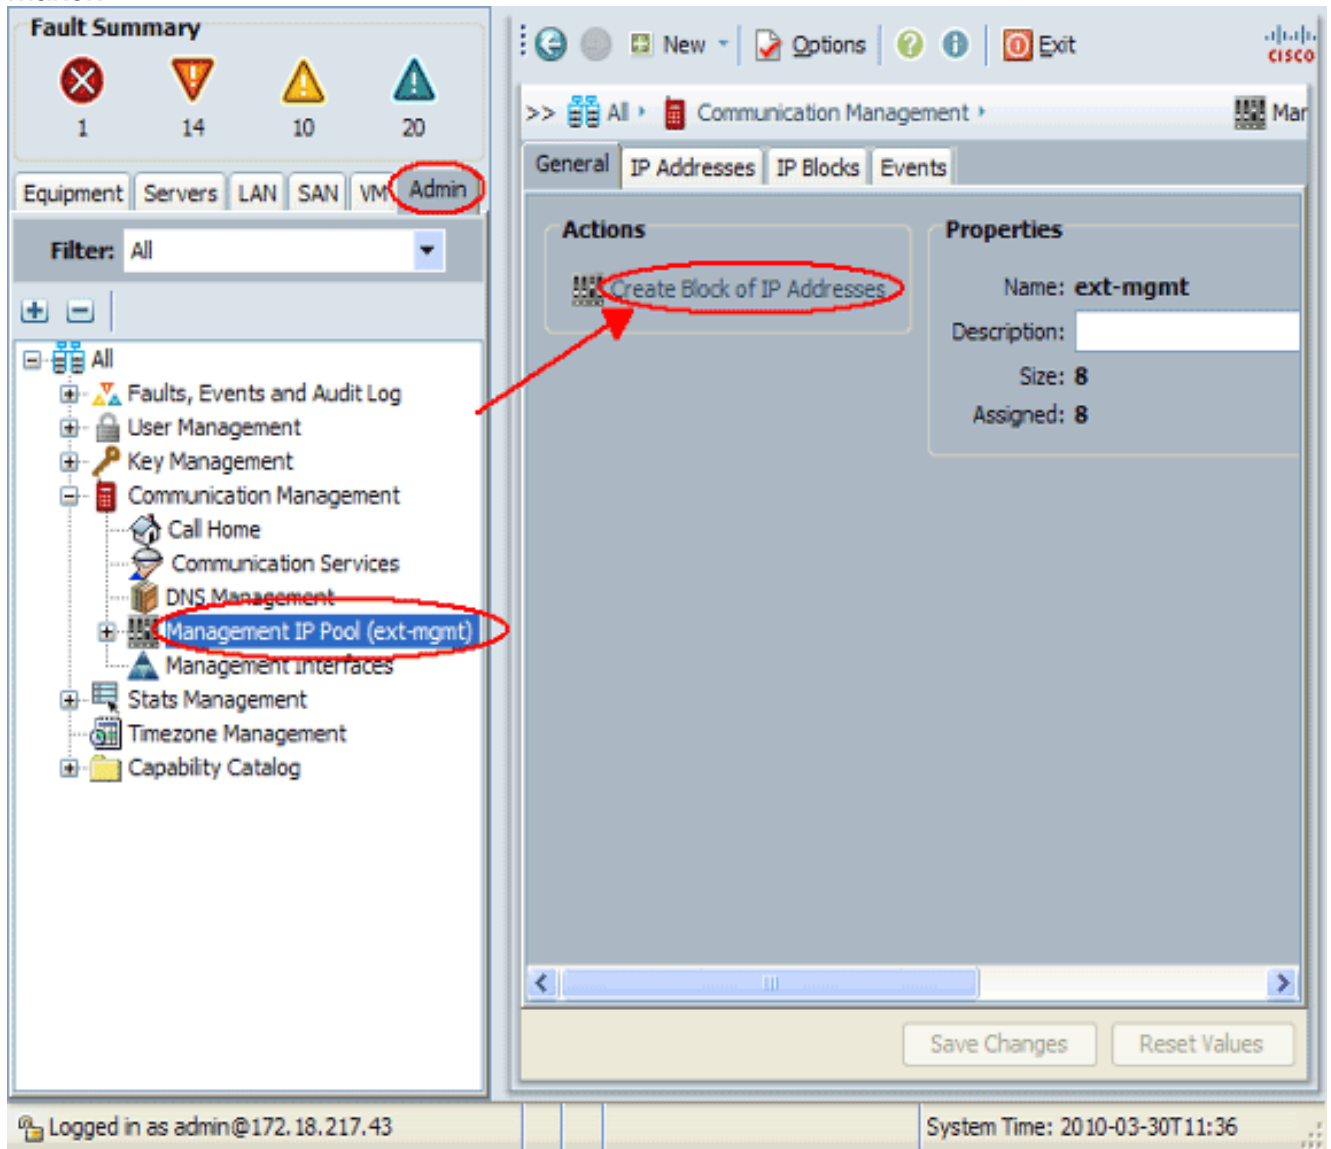 Fault Summary
1 14 10 20
Equipment Servers LAN SAN VM Admin
Filter: All
All
Faults, Events and Audit Log
User Management
Key Management
Communication Management
Call Home
Communication Services
DNS Management
Management IP Pool (ext-mgmt)
Management Interfaces
Stats Management
Timezone Management
Capability Catalog
New Options Exit
CISCO
>> All Communication Management Mar
General IP Addresses IP Blocks Events
Actions
Create Block of IP Addresses
Properties
Name: ext-mgmt
Description:
Size: 8
Assigned: 8
Save Changes Reset Values
Logged in as admin@172.18.217.43
System Time: 2010-03-30T11:36